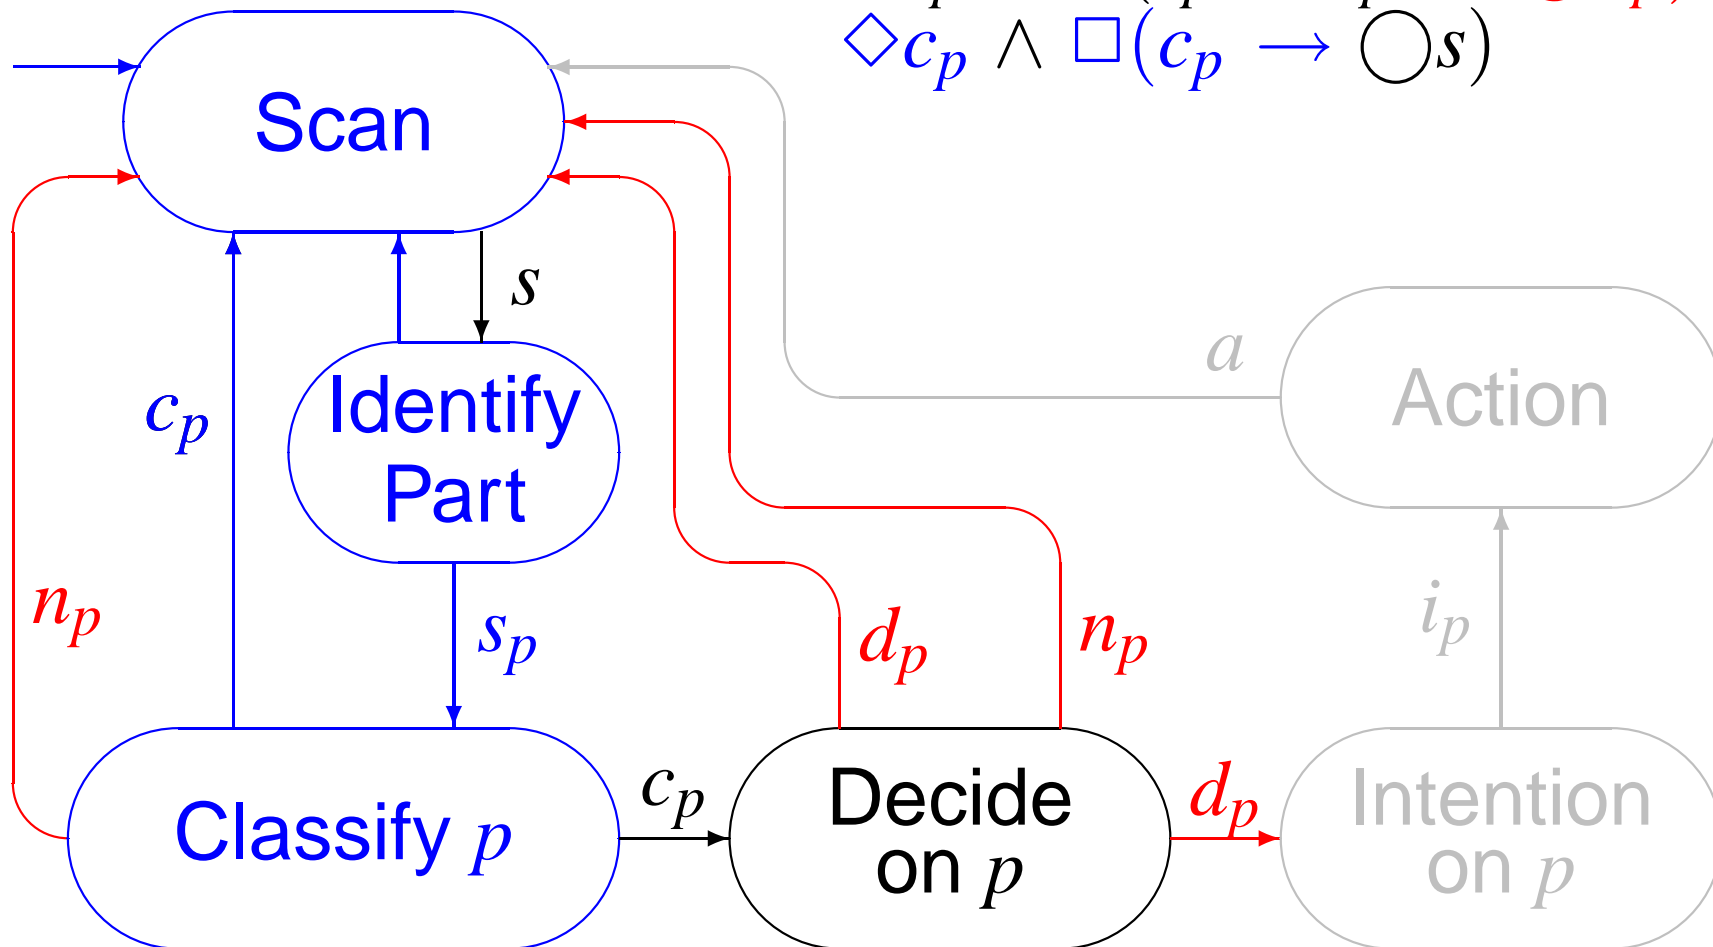 ◇c_p ∧ □(c_p → ◯s)
Scan
s
a
Action
c_p
Identify
Part
n_p
s_p
d_p
n_p
i_p
Classify p
c_p
Decide
on p
d_p
Intention
on p